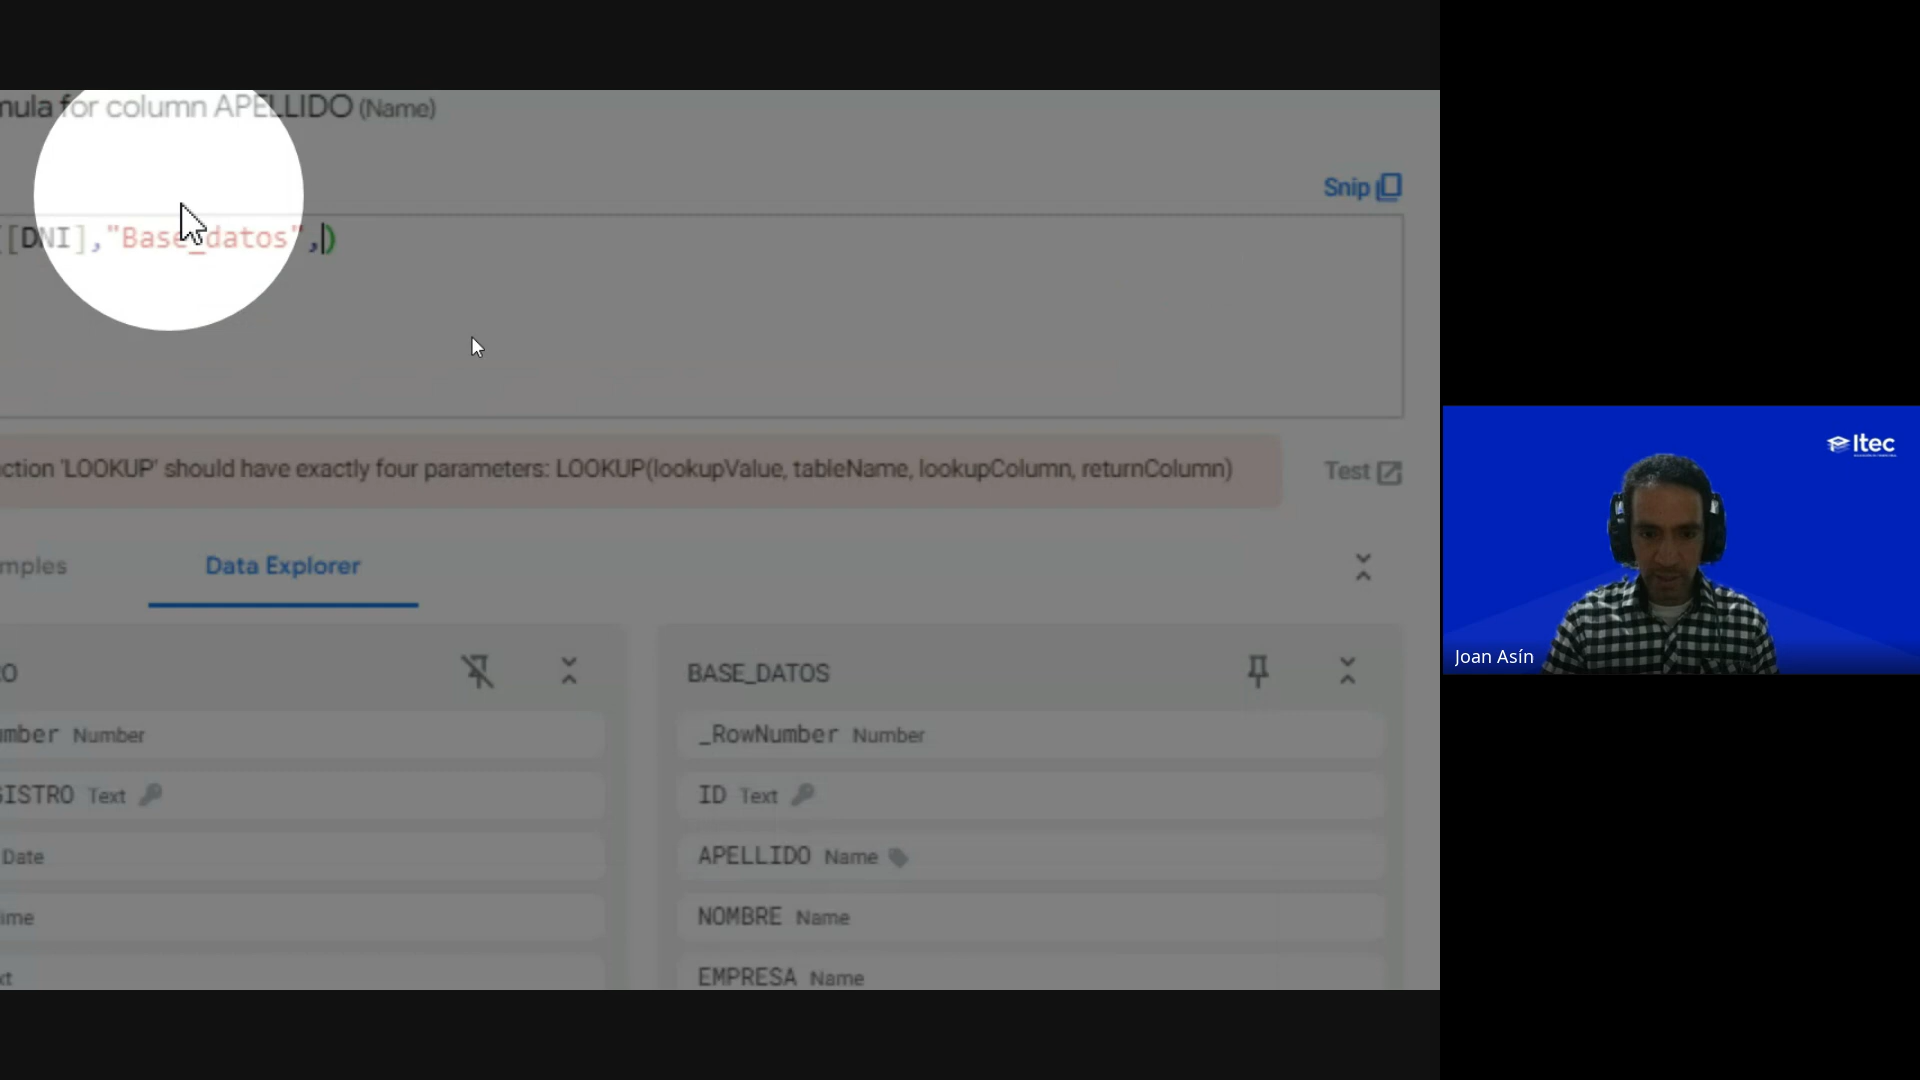 mula for column APELLIDO (Name)
Snip
[[DNI],"Base_datos",)
ction 'LOOKUP' should have exactly four parameters: LOOKUP(lookupValue, tableName, lookupColumn, returnColumn)
Test
mples
Data Explorer
O
BASE_DATOS
mber Number
_RowNumber Number
GISTRO Text
ID Text
Date
APELLIDO Name
ime
NOMBRE Name
xt
EMPRESA Name
Itec
Joan Asín